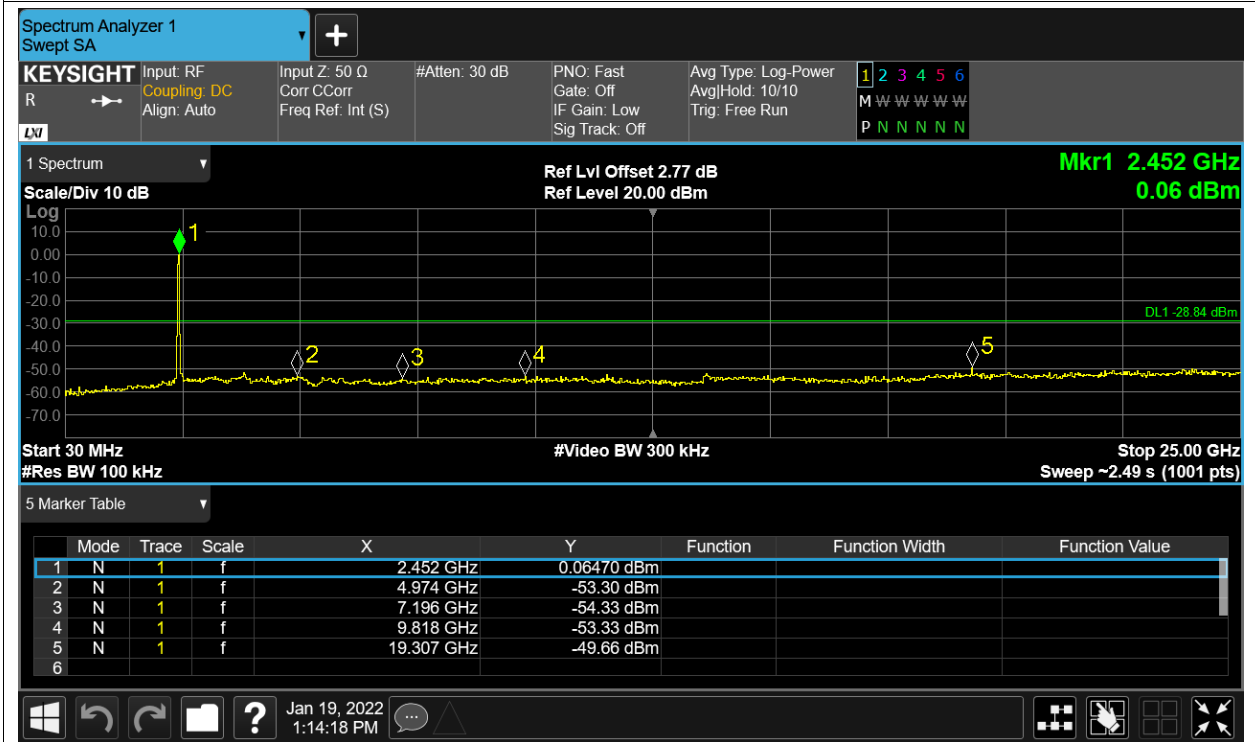 Spectrum Analyzer 1
Swept SA
+
KEYSIGHT
R
LXI
Input: RF
Coupling: DC
Align: Auto
Input Z: 50 Ω
Corr CCorr
Freq Ref: Int (S)
#Atten: 30 dB
PNO: Fast
Gate: Off
IF Gain: Low
Sig Track: Off
Avg Type: Log-Power
Avg|Hold: 10/10
Trig: Free Run
1 2 3 4 5 6
M W W W W W
P N N N N N
1 Spectrum
Scale/Div 10 dB
Ref Lvl Offset 2.77 dB
Ref Level 20.00 dBm
Mkr1 2.452 GHz
0.06 dBm
Log
10.0
0.00
-10.0
-20.0
-30.0
-40.0
-50.0
-60.0
-70.0
1
2
3
4
5
DL1 -28.84 dBm
Start 30 MHz
#Video BW 300 kHz
Stop 25.00 GHz
#Res BW 100 kHz
Sweep ~2.49 s (1001 pts)
5 Marker Table
Mode Trace Scale X Y Function Function Width Function Value
1 N 1 f 2.452 GHz 0.06470 dBm
2 N 1 f 4.974 GHz -53.30 dBm
3 N 1 f 7.196 GHz -54.33 dBm
4 N 1 f 9.818 GHz -53.33 dBm
5 N 1 f 19.307 GHz -49.66 dBm
6
?
Jan 19, 2022
1:14:18 PM